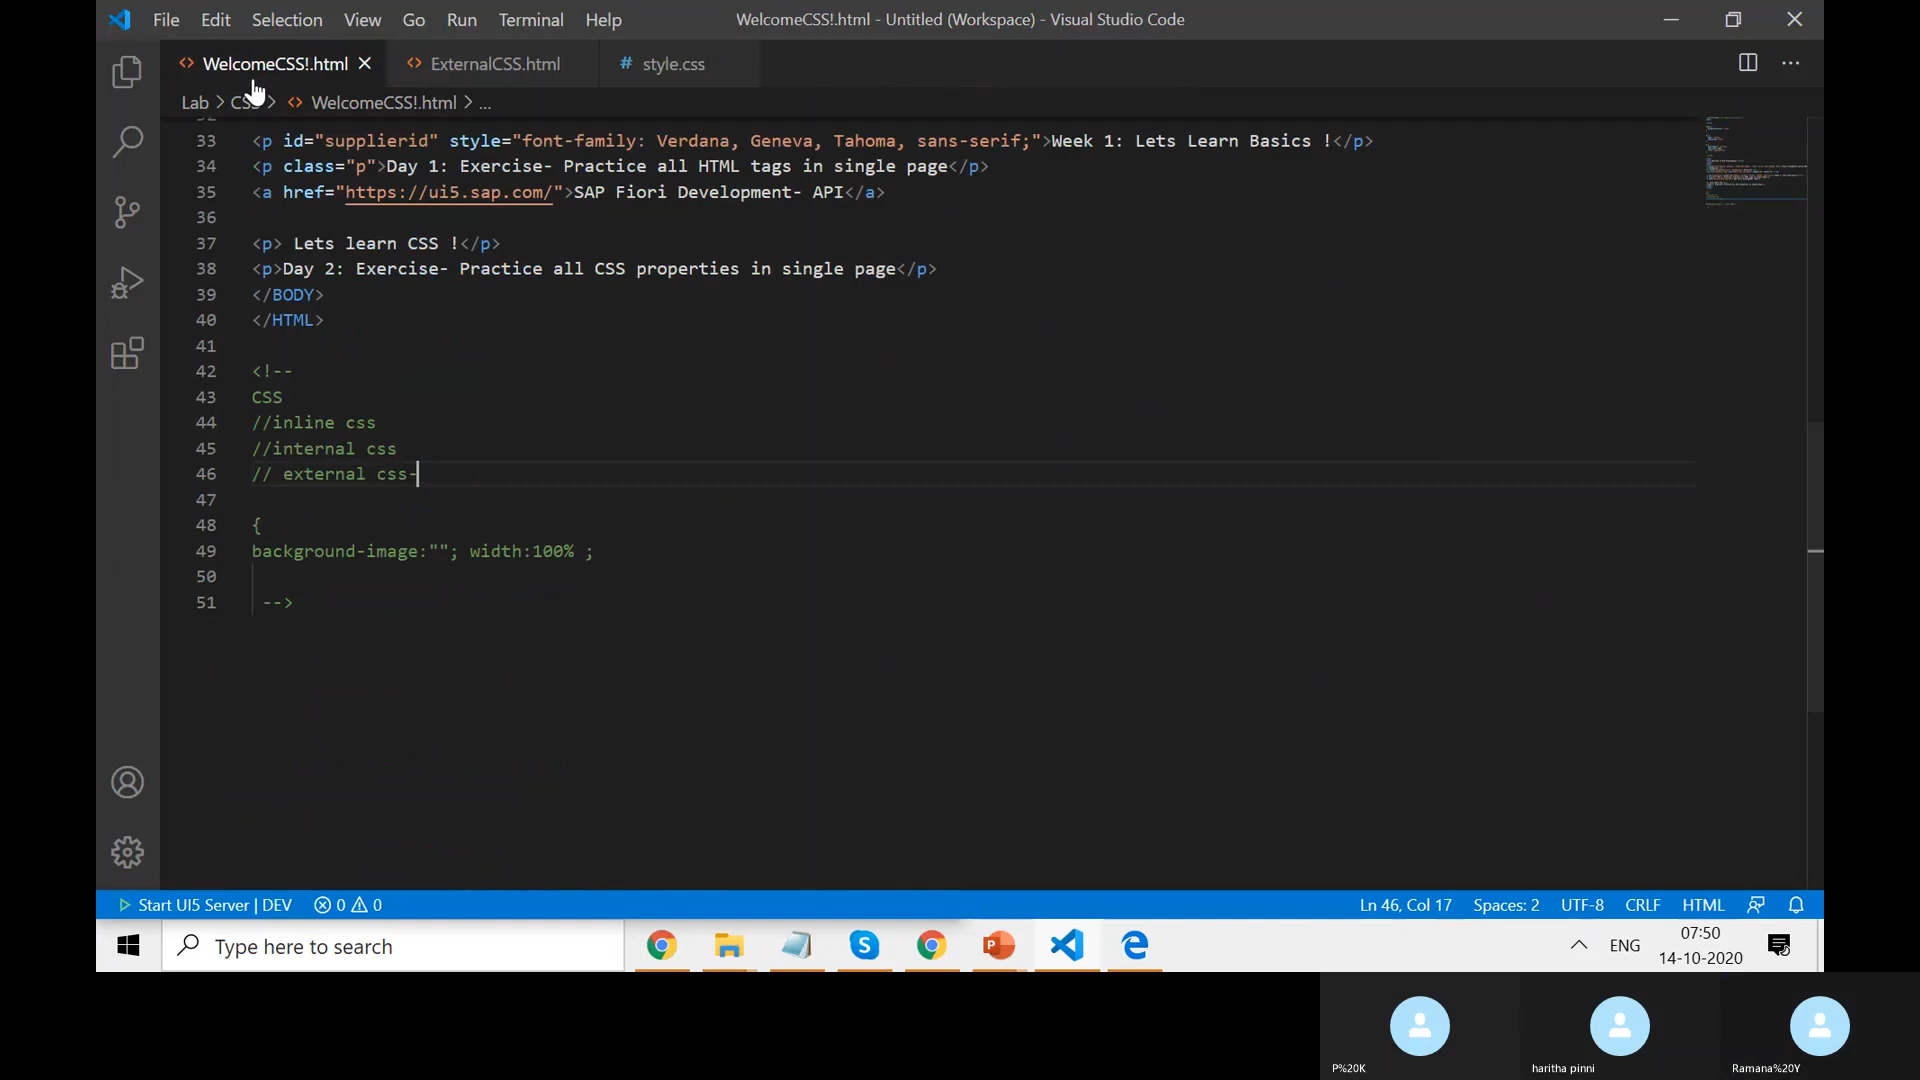 File Edit Selection View Go Run Terminal Help WelcomeCSS!.html - Untitled (Workspace) - Visual Studio Code
WelcomeCSS!.html ExternalCSS.html # style.css
Lab > CSS > WelcomeCSS!.html > ...
33 <p id="supplierid" style="font-family: Verdana, Geneva, Tahoma, sans-serif;">Week 1: Lets Learn Basics !</p>
34 <p class="p">Day 1: Exercise- Practice all HTML tags in single page</p>
35 <a href="https://ui5.sap.com/">SAP Fiori Development- API</a>
36
37 <p> Lets learn CSS !</p>
38 <p>Day 2: Exercise- Practice all CSS properties in single page</p>
39 </BODY>
40 </HTML>
41
42 <!--
43 CSS
44 //inline css
45 //internal css
46 // external css-
47
48 {
49 background-image:""; width:100% ;
50
51 -->
Start UI5 Server | DEV 0 0 Ln 46, Col 17 Spaces: 2 UTF-8 CRLF HTML
Type here to search ENG 07:50
14-10-2020
P%20K haritha pinni Ramana%20Y